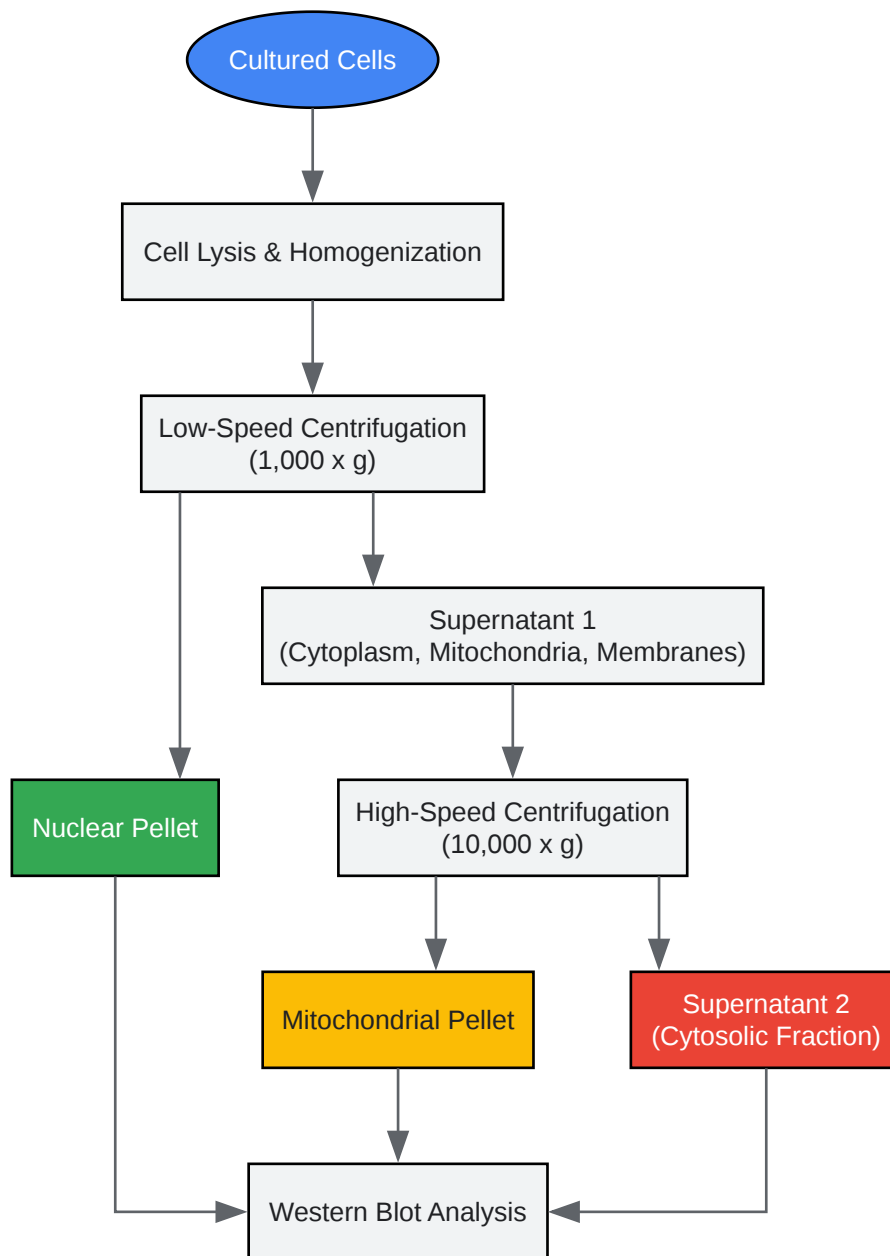 Cultured Cells
Cell Lysis & Homogenization
Low-Speed Centrifugation
(1,000 x g)
Supernatant 1
(Cytoplasm, Mitochondria, Membranes)
Nuclear Pellet
High-Speed Centrifugation
(10,000 x g)
Mitochondrial Pellet
Supernatant 2
(Cytosolic Fraction)
Western Blot Analysis